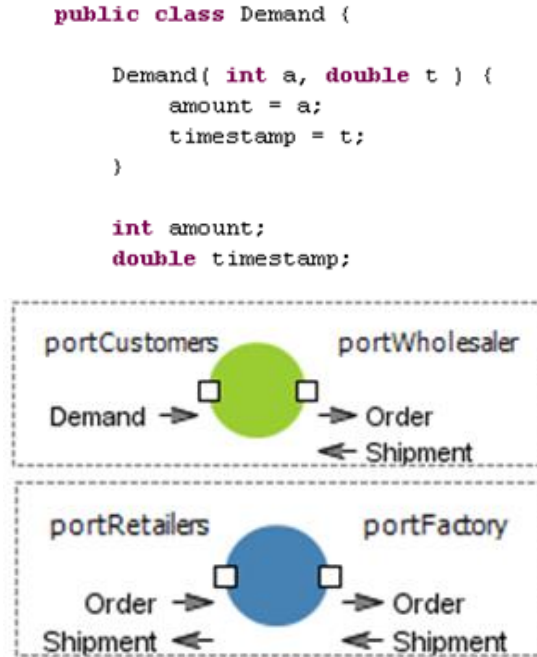 public class Demand {
Demand( int a, double t ) {
amount = a;
timestamp = t;
}
int amount;
double timestamp;
portCustomers portWholesaler
Demand Order
Shipment
portRetailers portFactory
Order Order
Shipment Shipment